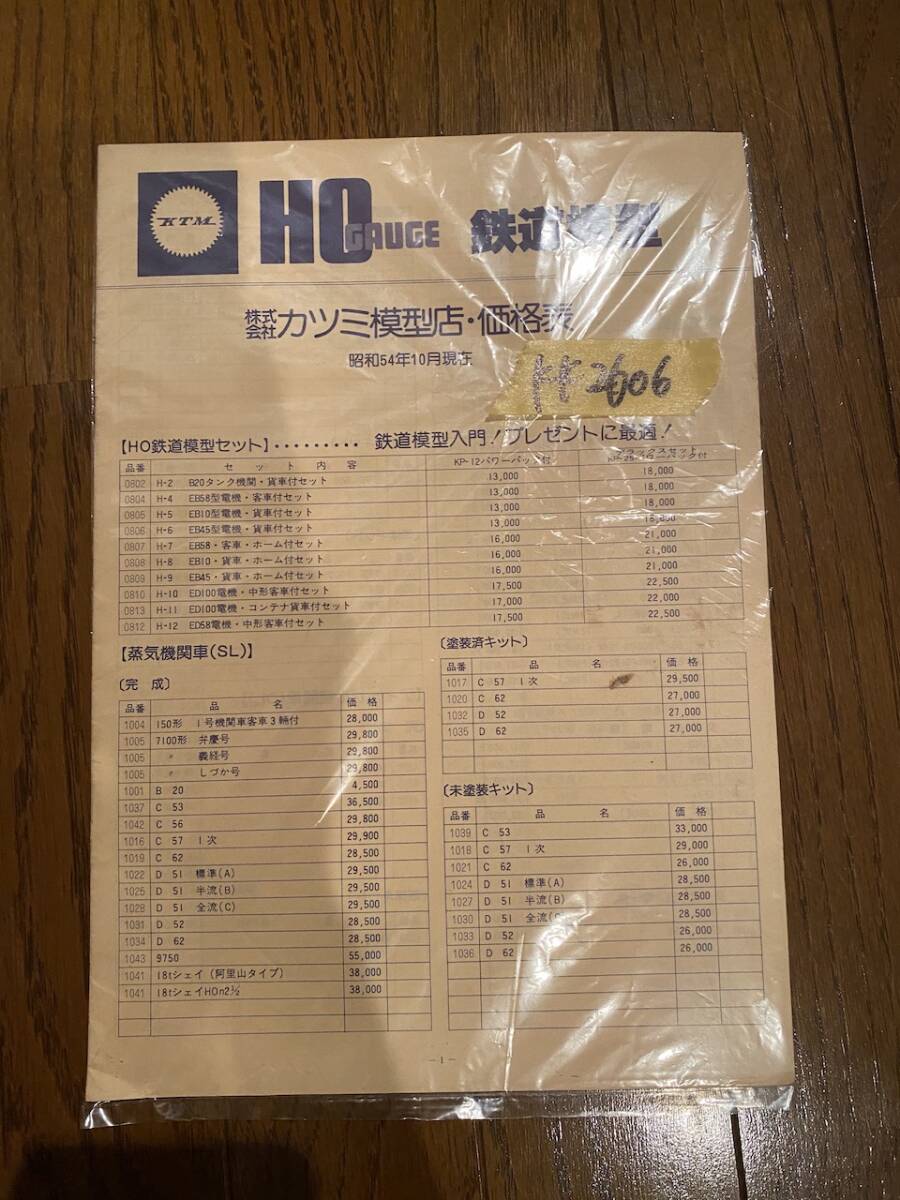 KTM
HO GAUGE 鉄道模型
株式会社カツミ模型店・価格表
昭和54年10月現在
KK2606
【HO鉄道模型セット】・・・・・・・・・ 鉄道模型入門!プレゼントに最適!
品番 セット内容 KP-12パワーパック付
0802 H-2 B20タンク機関・貨車付セット 13,000 18,000
0804 H-4 EB58型電機・客車付セット 13,000 18,000
0805 H-5 EB10型電機・貨車付セット 13,000 18,000
0806 H-6 EB45型電機・貨車付セット 13,000 18,000
0807 H-7 EB58・客車・ホーム付セット 16,000 21,000
0808 H-8 EB10・貨車・ホーム付セット 16,000 21,000
0809 H-9 EB45・貨車・ホーム付セット 16,000 21,000
0810 H-10 ED100電機・中形客車付セット 17,500 22,500
0813 H-11 ED100電機・コンテナ貨車付セット 17,000 22,000
0812 H-12 ED58電機・中形客車付セット 17,500 22,500
【蒸気機関車(SL)】
〔完成〕
品番 品名 価格
1004 150形 1号機関車客車3輛付 28,000
1005 7100形 弁慶号 29,800
1005 〃 義経号 29,800
1005 〃 しづか号 29,800
1001 B 20 4,500
1037 C 53 36,500
1042 C 56 29,800
1016 C 57 1次 29,900
1019 C 62 28,500
1022 D 51 標準(A) 29,500
1025 D 51 半流(B) 29,500
1028 D 51 全流(C) 29,500
1031 D 52 28,500
1034 D 62 28,500
1043 9750 55,000
1041 18tシェイ(阿里山タイプ) 38,000
1041 18tシェイHOn2½ 38,000
〔塗装済キット〕
品番 品名 価格
1017 C 57 1次 29,500
1020 C 62 27,000
1032 D 52 27,000
1035 D 62 27,000
〔未塗装キット〕
品番 品名 価格
1039 C 53 33,000
1018 C 57 1次 29,000
1021 C 62 26,000
1024 D 51 標準(A) 28,500
1027 D 51 半流(B) 28,500
1030 D 51 全流(C) 28,500
1033 D 52 26,000
1036 D 62 26,000
-1-